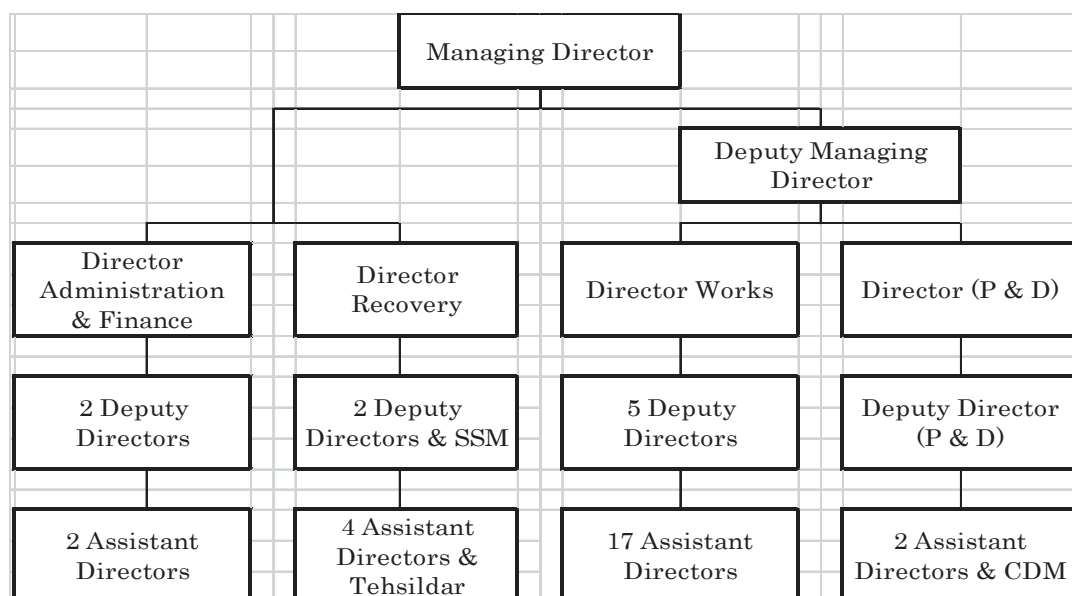 Managing Director
Deputy Managing
Director
Director
Administration
& Finance
Director
Recovery
Director Works
Director (P & D)
2 Deputy
Directors
2 Deputy
Directors & SSM
5 Deputy
Directors
Deputy Director
(P & D)
2 Assistant
Directors
4 Assistant
Directors &
Tehsildar
17 Assistant
Directors
2 Assistant
Directors & CDM